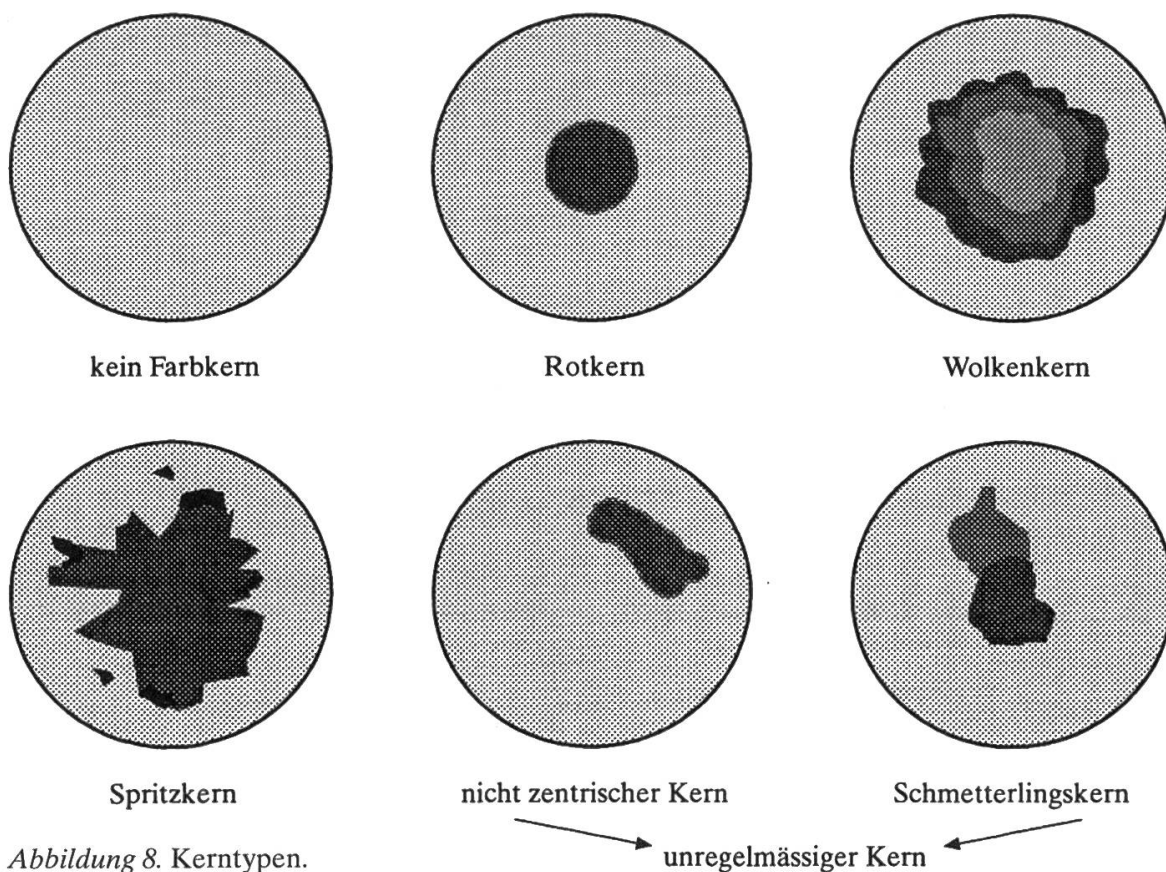 kein Farbkern
Rotkern
Wolkenkern
Spritzkern
nicht zentrischer Kern
Schmetterlingskern
unregelmässiger Kern
Abbildung 8. Kerntypen.